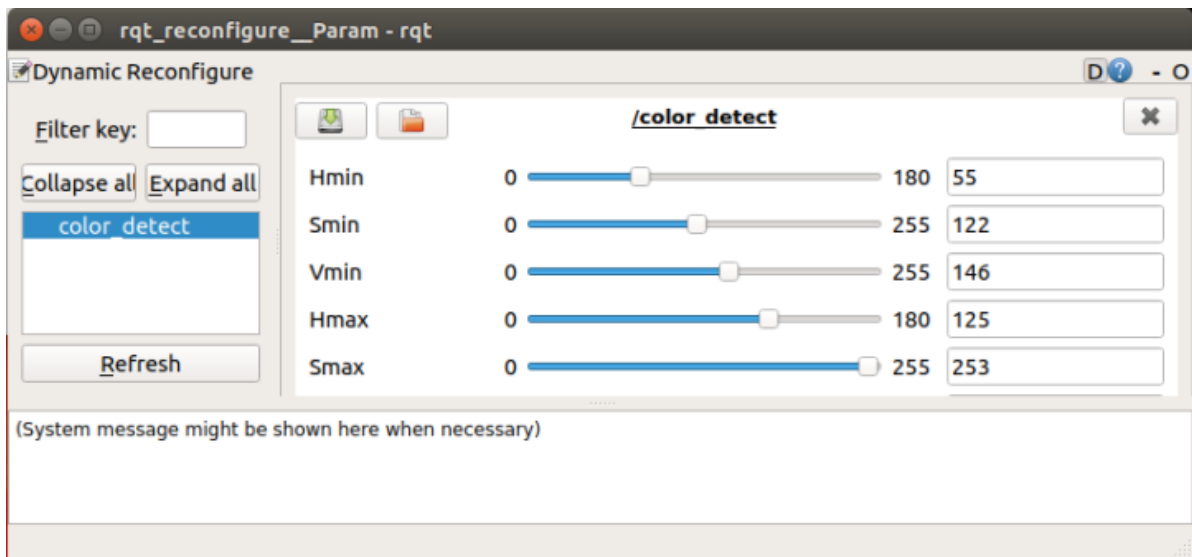 rqt_reconfigure__Param - rqt
Dynamic Reconfigure D ? - O
Filter key:
Collapse all Expand all
color_detect
Refresh
/color_detect
Hmin 0 180 55
Smin 0 255 122
Vmin 0 255 146
Hmax 0 180 125
Smax 0 255 253
(System message might be shown here when necessary)